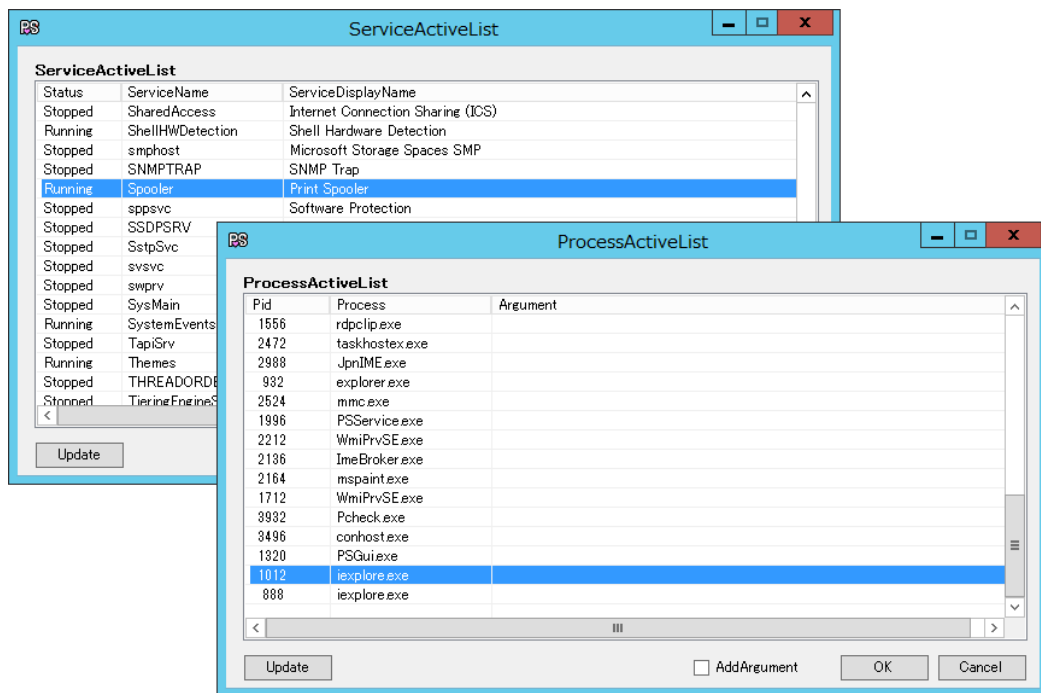 PS ServiceActiveList
ServiceActiveList
Status ServiceName ServiceDisplayName
Stopped SharedAccess Internet Connection Sharing (ICS)
Running ShellHWDetection Shell Hardware Detection
Stopped smphost Microsoft Storage Spaces SMP
Stopped SNMPTRAP SNMP Trap
Running Spooler Print Spooler
Stopped sppsvc Software Protection
Stopped SSDPSRV
Stopped SstpSvc
Stopped svsvc
Stopped swprv
Stopped SysMain
Running SystemEvents
Stopped TapiSrv
Running Themes
Stopped THREADORDE
Stopped TieringEngineS
Update
PS ProcessActiveList
ProcessActiveList
Pid Process Argument
1556 rdpclip.exe
2472 taskhostex.exe
2988 JpnIME.exe
932 explorer.exe
2524 mmc.exe
1996 PSService.exe
2212 WmiPrvSE.exe
2136 ImeBroker.exe
2164 mspaint.exe
1712 WmiPrvSE.exe
3932 Pcheck.exe
3496 conhost.exe
1320 PSGui.exe
1012 iexplore.exe
888 iexplore.exe
Update AddArgument OK Cancel